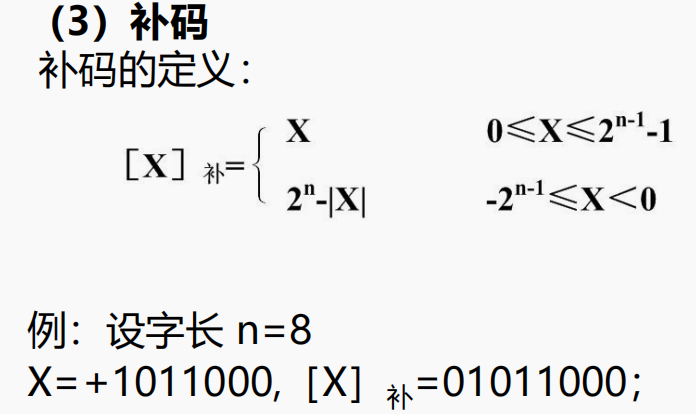 （3）补码
补码的定义：
X 0≤X≤2ⁿ⁻¹-1
［X］补=｛
2ⁿ-|X| -2ⁿ⁻¹≤X＜0
例：设字长 n=8
X=+1011000,［X］补=01011000；